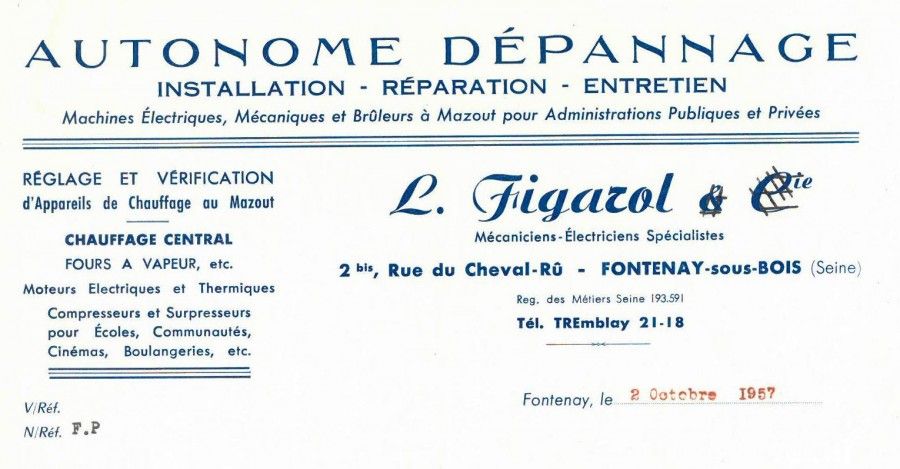 AUTONOME DÉPANNAGE
INSTALLATION - RÉPARATION - ENTRETIEN
Machines Électriques, Mécaniques et Brûleurs à Mazout pour Administrations Publiques et Privées
RÉGLAGE ET VÉRIFICATION
d'Appareils de Chauffage au Mazout
CHAUFFAGE CENTRAL
FOURS A VAPEUR, etc.
Moteurs Electriques et Thermiques
Compresseurs et Surpresseurs
pour Écoles, Communautés,
Cinémas, Boulangeries, etc.
L. Figarol & Cie
Mécaniciens-Électriciens Spécialistes
2 bis, Rue du Cheval-Rû - FONTENAY-sous-BOIS (Seine)
Reg. des Métiers Seine 193.591
Tél. TREmblay 21-18
Fontenay, le 2 Octobre 1957
V/Réf.
N/Réf. F.P